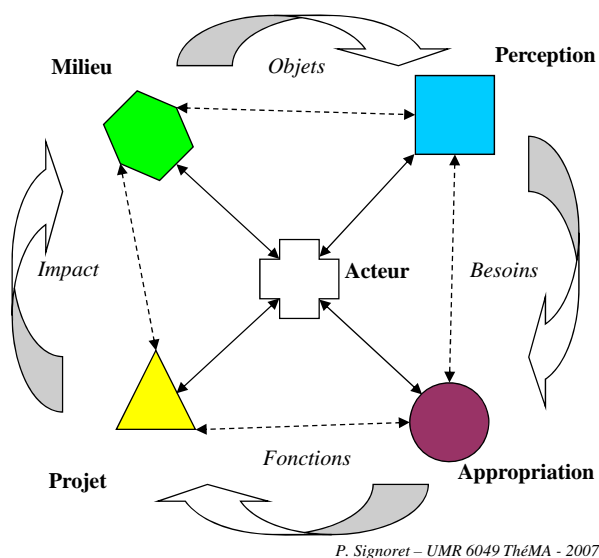 Objets
Perception
Milieu
Impact
Acteur
Besoins
Fonctions
Projet
Appropriation
P. Signoret – UMR 6049 ThéMA - 2007